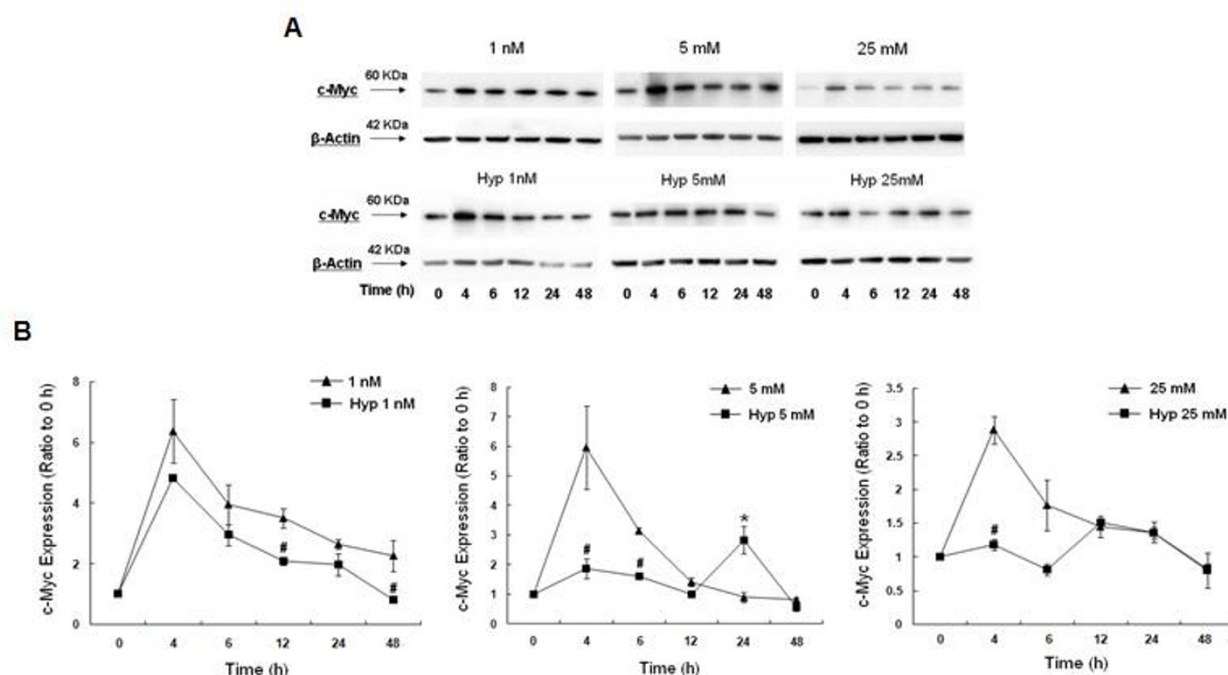 A
1 nM 5 mM 25 mM
60 KDa
c-Myc
42 KDa
β-Actin
Hyp 1nM Hyp 5mM Hyp 25mM
60 KDa
c-Myc
42 KDa
β-Actin
Time (h) 0 4 6 12 24 48 0 4 6 12 24 48 0 4 6 12 24 48
B
c-Myc Expression (Ratio to 0 h)
8
6
4
2
0
1 nM
Hyp 1 nM
#
#
0 4 6 12 24 48
Time (h)
c-Myc Expression (Ratio to 0 h)
8
7
6
5
4
3
2
1
0
5 mM
Hyp 5 mM
#
#
*
0 4 6 12 24 48
Time (h)
c-Myc Expression (Ratio to 0 h)
3.5
3
2.5
2
1.5
1
0.5
0
25 mM
Hyp 25 mM
#
0 4 6 12 24 48
Time (h)